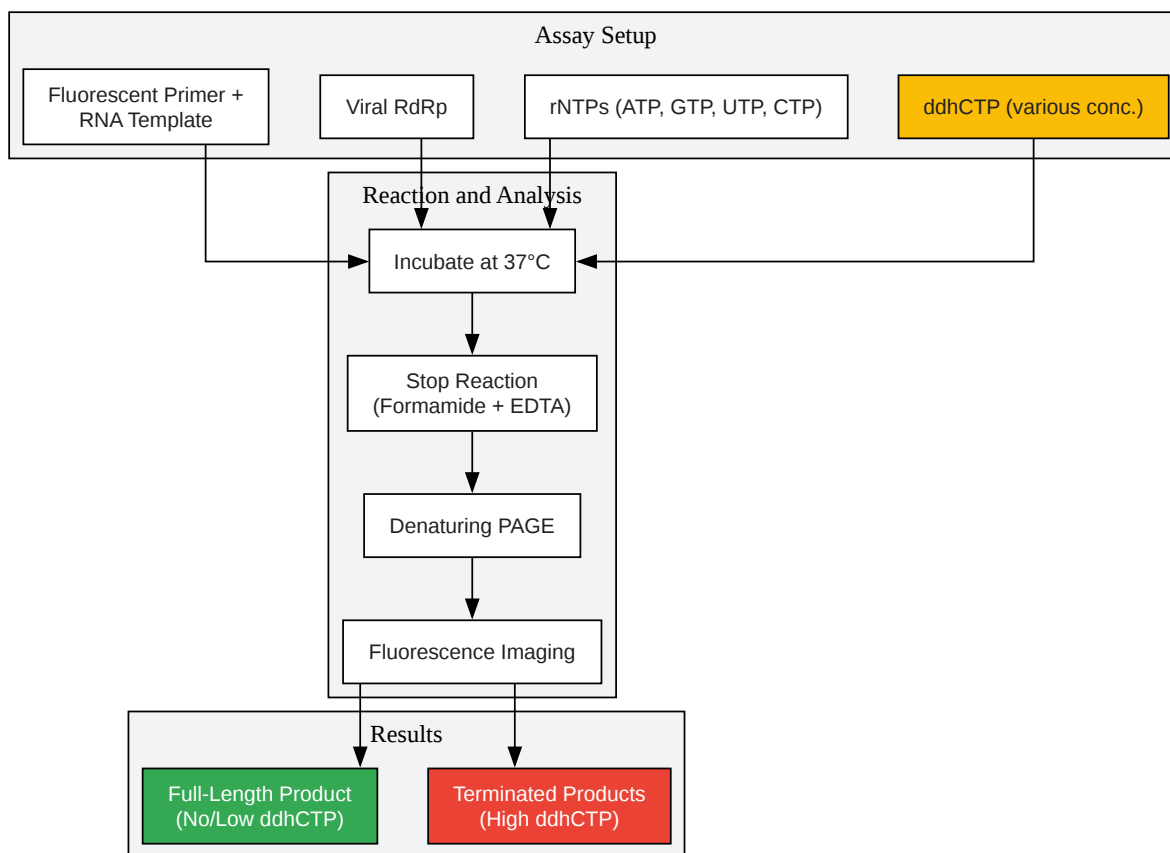 Assay Setup
Fluorescent Primer +
RNA Template
Viral RdRp
rNTPs (ATP, GTP, UTP, CTP)
ddhCTP (various conc.)
Reaction and Analysis
Incubate at 37°C
Stop Reaction
(Formamide + EDTA)
Denaturing PAGE
Fluorescence Imaging
Results
Full-Length Product
(No/Low ddhCTP)
Terminated Products
(High ddhCTP)